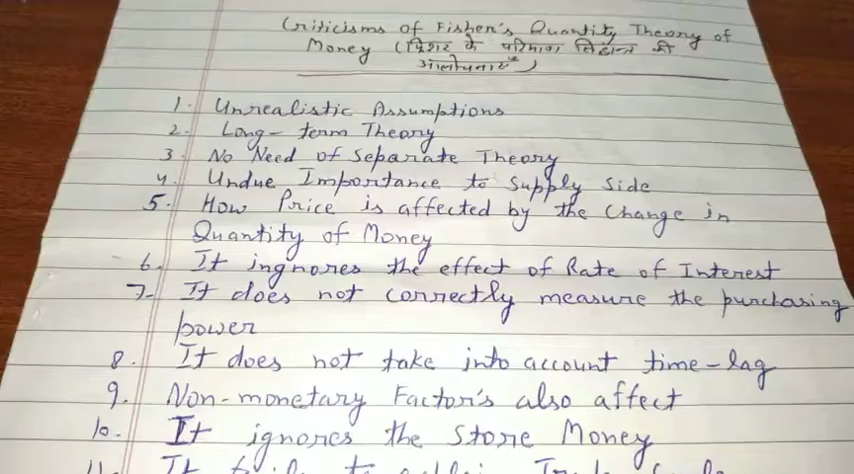 Criticisms of Fisher's Quantity Theory of
Money (फिशर के परिमाण सिद्धान्त की
आलोचनाएँ)
1. Unrealistic Assumptions
2. Long-term Theory
3. No Need of Separate Theory
4. Undue Importance to Supply Side
5. How Price is affected by the Change in
Quantity of Money
6. It ingnores the effect of Rate of Interest
7. It does not correctly measure the purchasing
power
8. It does not take into account time-lag
9. Non-monetary Factor's also affect
10. It ignores the Store Money
11. It to Trade